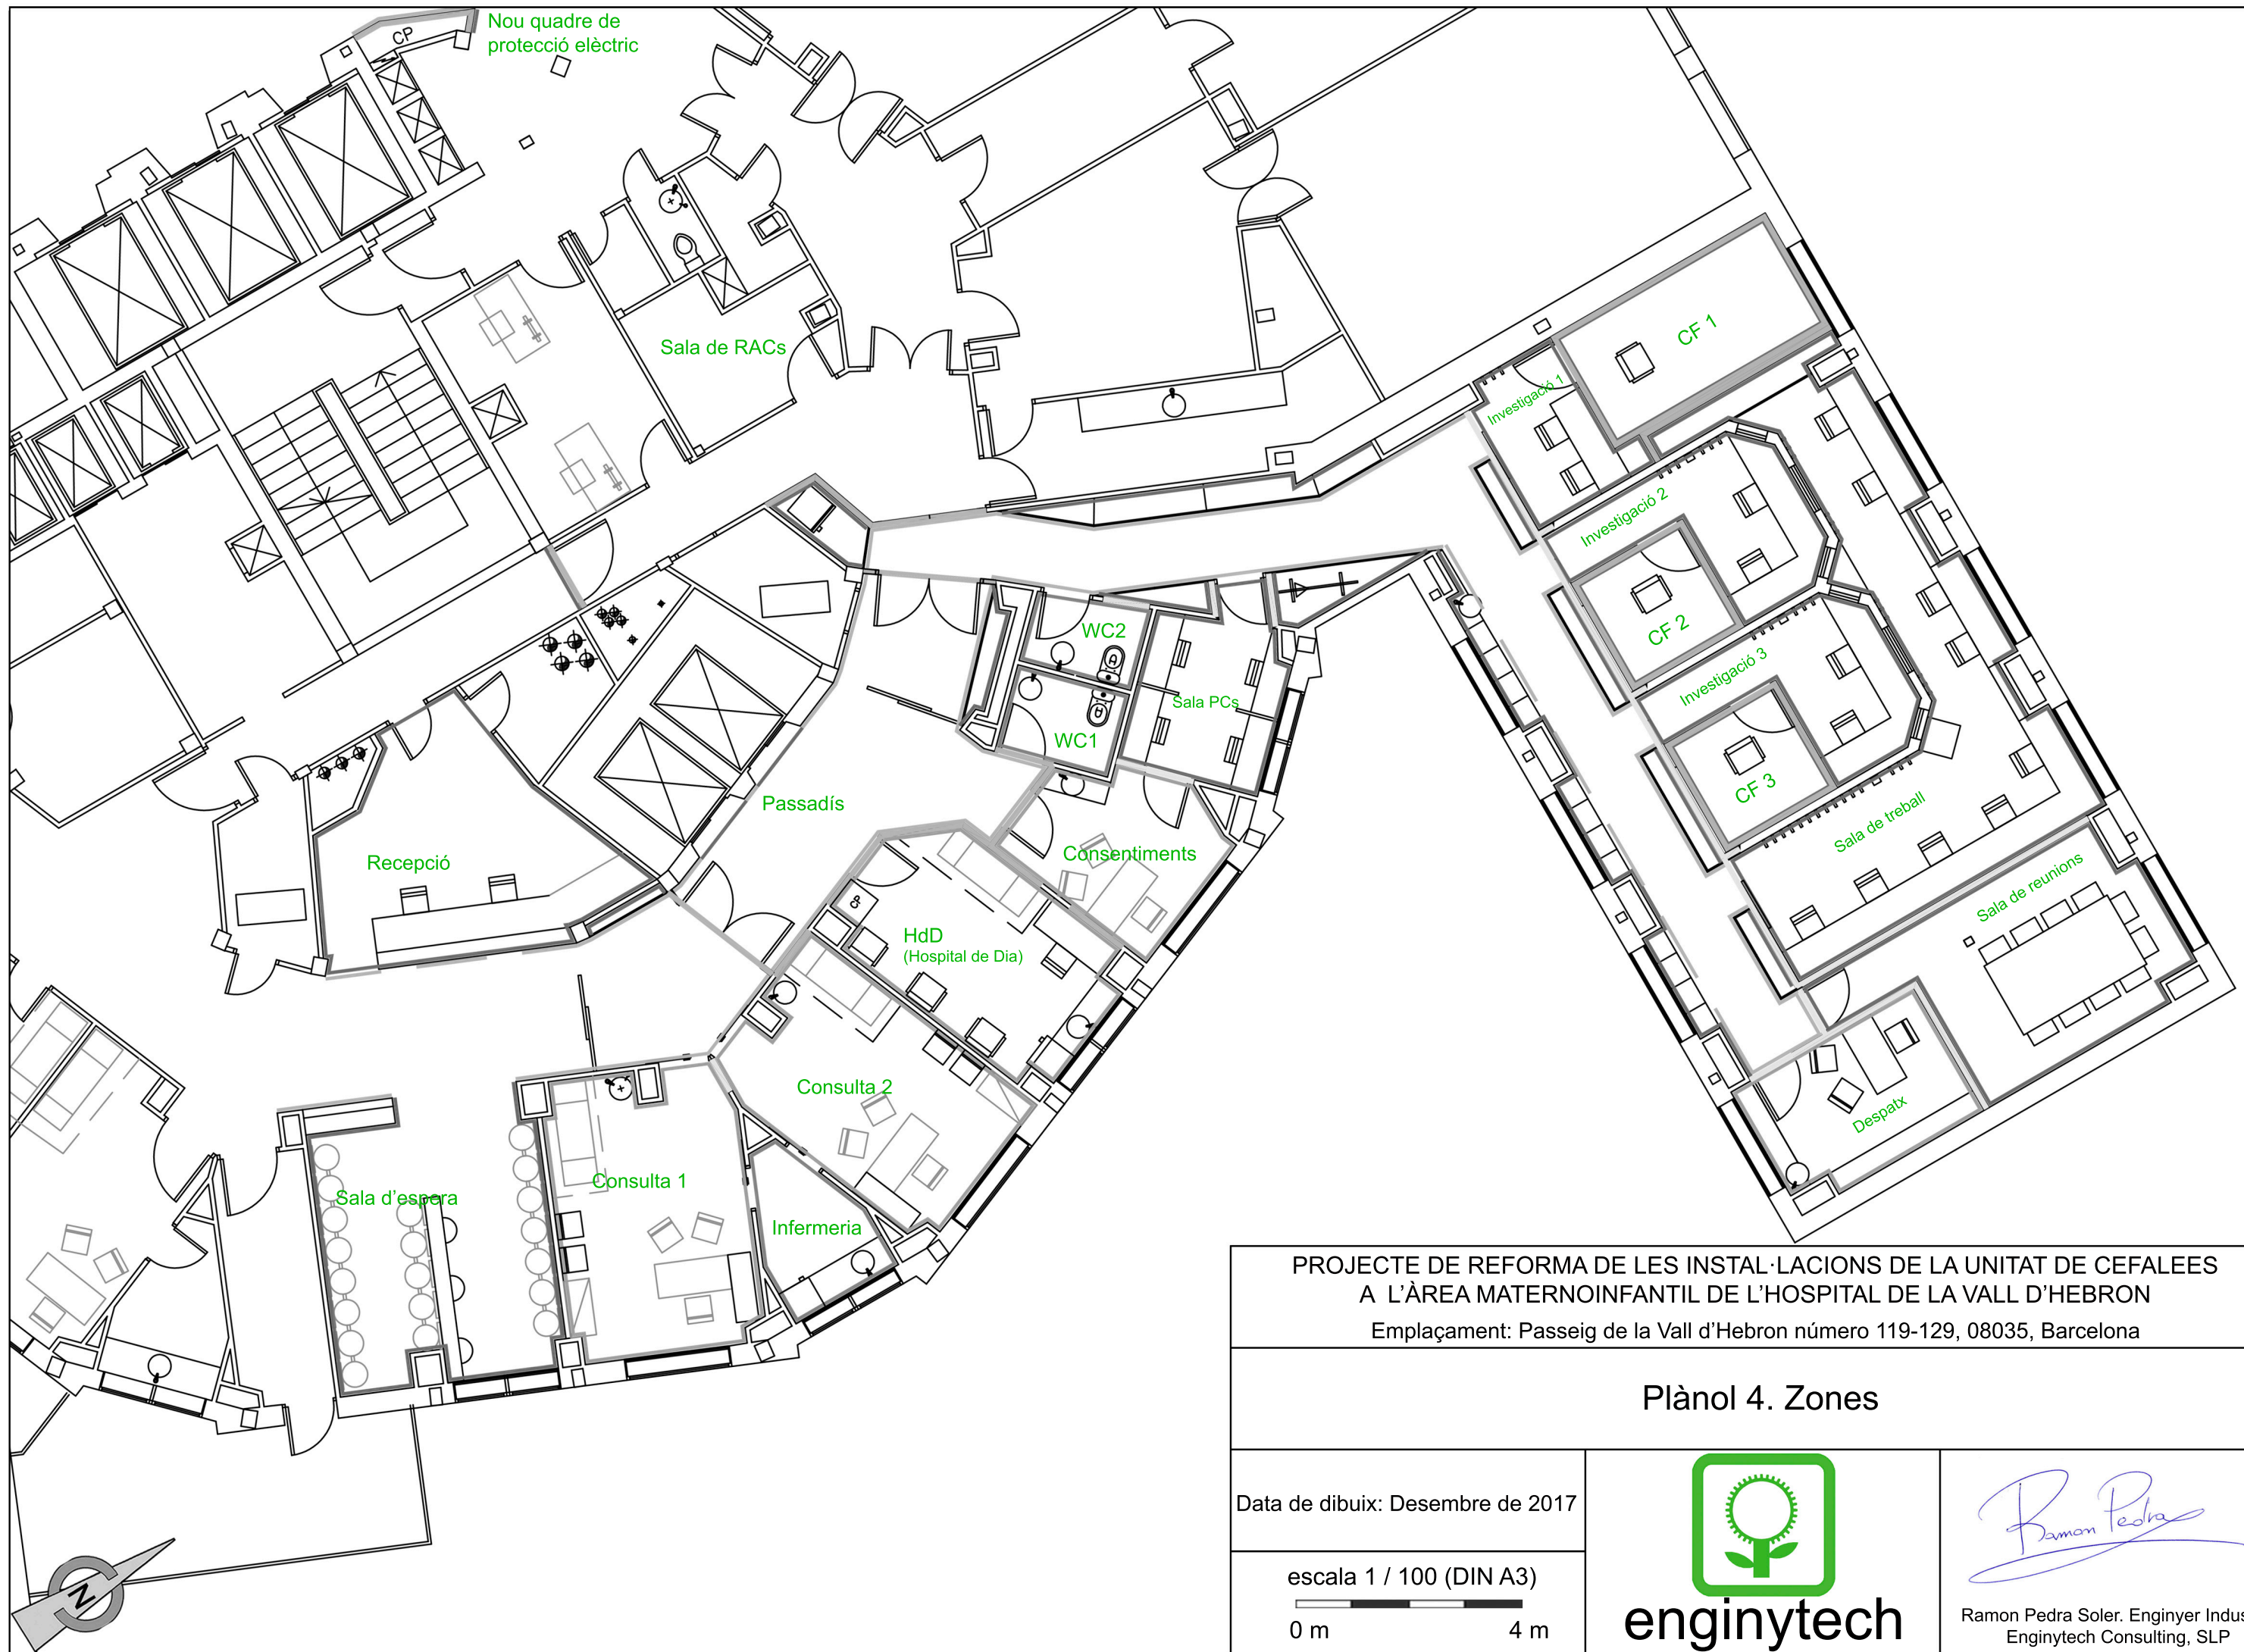 Nou quadre de
protecció elèctric
CP
Sala de RACs
CF 1
Investigació 1
Investigació 2
CF 2
Investigació 3
CF 3
WC2
Sala PCs
WC1
Passadís
Sala de treball
Recepció
Consentiments
Sala de reunions
CP
HdD
(Hospital de Dia)
Consulta 2
Despatx
Consulta 1
Sala d’espera
Infermeria
N
PROJECTE DE REFORMA DE LES INSTAL·LACIONS DE LA UNITAT DE CEFALEES
A L’ÀREA MATERNOINFANTIL DE L’HOSPITAL DE LA VALL D’HEBRON
Emplaçament: Passeig de la Vall d’Hebron número 119-129, 08035, Barcelona
Plànol 4. Zones
Data de dibuix: Desembre de 2017
escala 1 / 100 (DIN A3)
0 m 4 m
enginytech
Ramon Pedra
Ramon Pedra Soler. Enginyer Indus
Enginytech Consulting, SLP